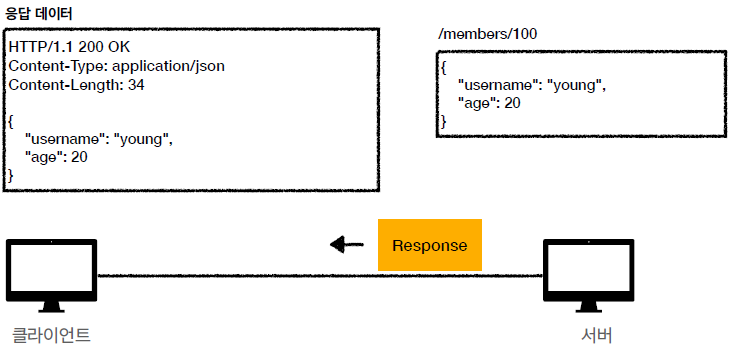 응답 데이터
HTTP/1.1 200 OK
Content-Type: application/json
Content-Length: 34
{
"username": "young",
"age": 20
}
/members/100
{
"username": "young",
"age": 20
}
Response
클라이언트
서버